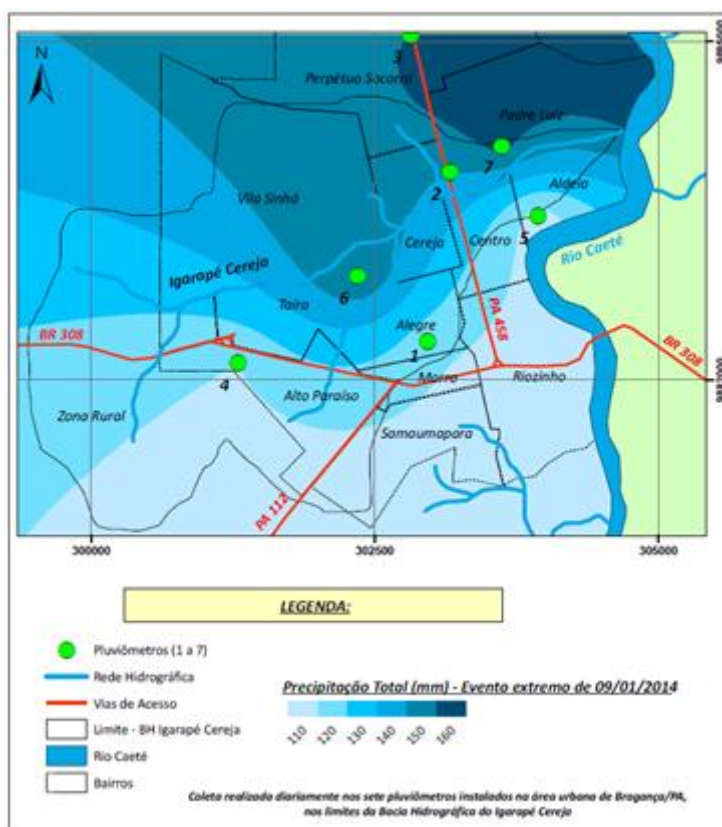 N
3
Perpétuo Socorro
Padre Luiz
7
2
Vila Sinhá
Aldeia
5
Cereja
Centro
Rio Caeté
Igarapé Cereja
6
Taíra
PA 458
BR 308
Alegre
1
BR 308
4
Morro
Riozinho
Alto Paraíso
Zona Rural
Samaumapara
PA 112
300000
302500
305000
LEGENDA:
Pluviômetros (1 a 7)
Rede Hidrográfica
Vias de Acesso
Limite - BH Igarapé Cereja
Rio Caeté
Bairros
Precipitação Total (mm) - Evento extremo de 09/01/2014
110 120 130 140 150 160
Coleta realizada diariamente nos sete pluviômetros instalados na área urbana de Bragança/PA,
nos limites da Bacia Hidrográfica do Igarapé Cereja